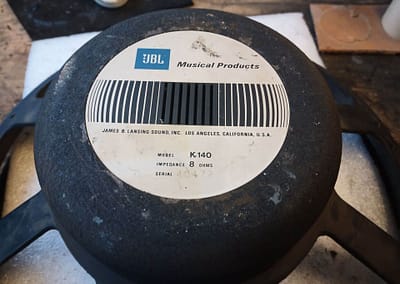 JBL Musical Products
JAMES B. LANSING SOUND, INC. LOS ANGELES, CALIFORNIA, U.S.A.
MODEL K140
IMPEDANCE 8 OHMS
SERIAL